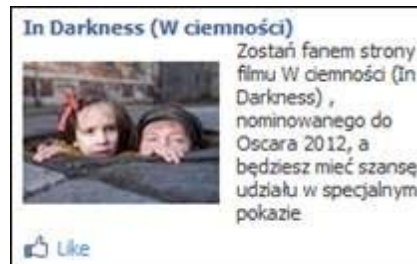 In Darkness (W ciemności)
Zostań fanem strony
filmu W ciemności (In
Darkness) ,
nominowanego do
Oscara 2012, a
będziesz mieć szansę
udziału w specjalnym
pokazie
Like